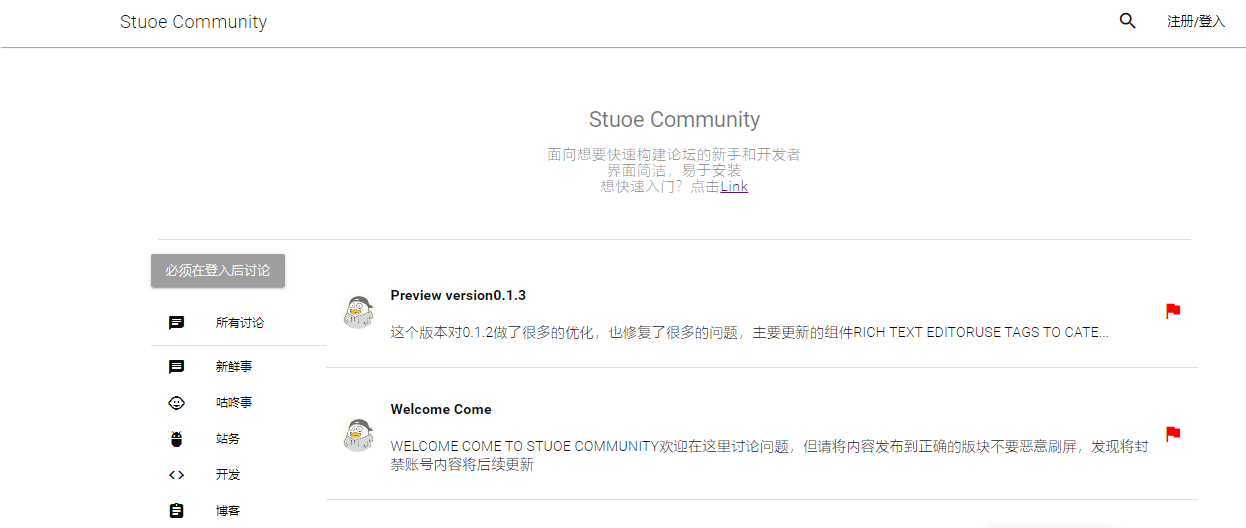 Stuoe Community
注册/登入
Stuoe Community
面向想要快速构建论坛的新手和开发者
界面简洁，易于安装
想快速入门？点击Link
必须在登入后讨论
所有讨论
新鲜事
咕咚事
站务
开发
博客
Preview version0.1.3
这个版本对0.1.2做了很多的优化，也修复了很多的问题，主要更新的组件RICH TEXT EDITORUSE TAGS TO CATE...
Welcome Come
WELCOME COME TO STUOE COMMUNITY欢迎在这里讨论问题，但请将内容发布到正确的版块不要恶意刷屏，发现将封
禁账号内容将后续更新